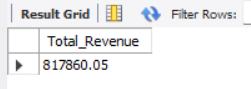 Result Grid Filter Rows:
Total_Revenue
817860.05